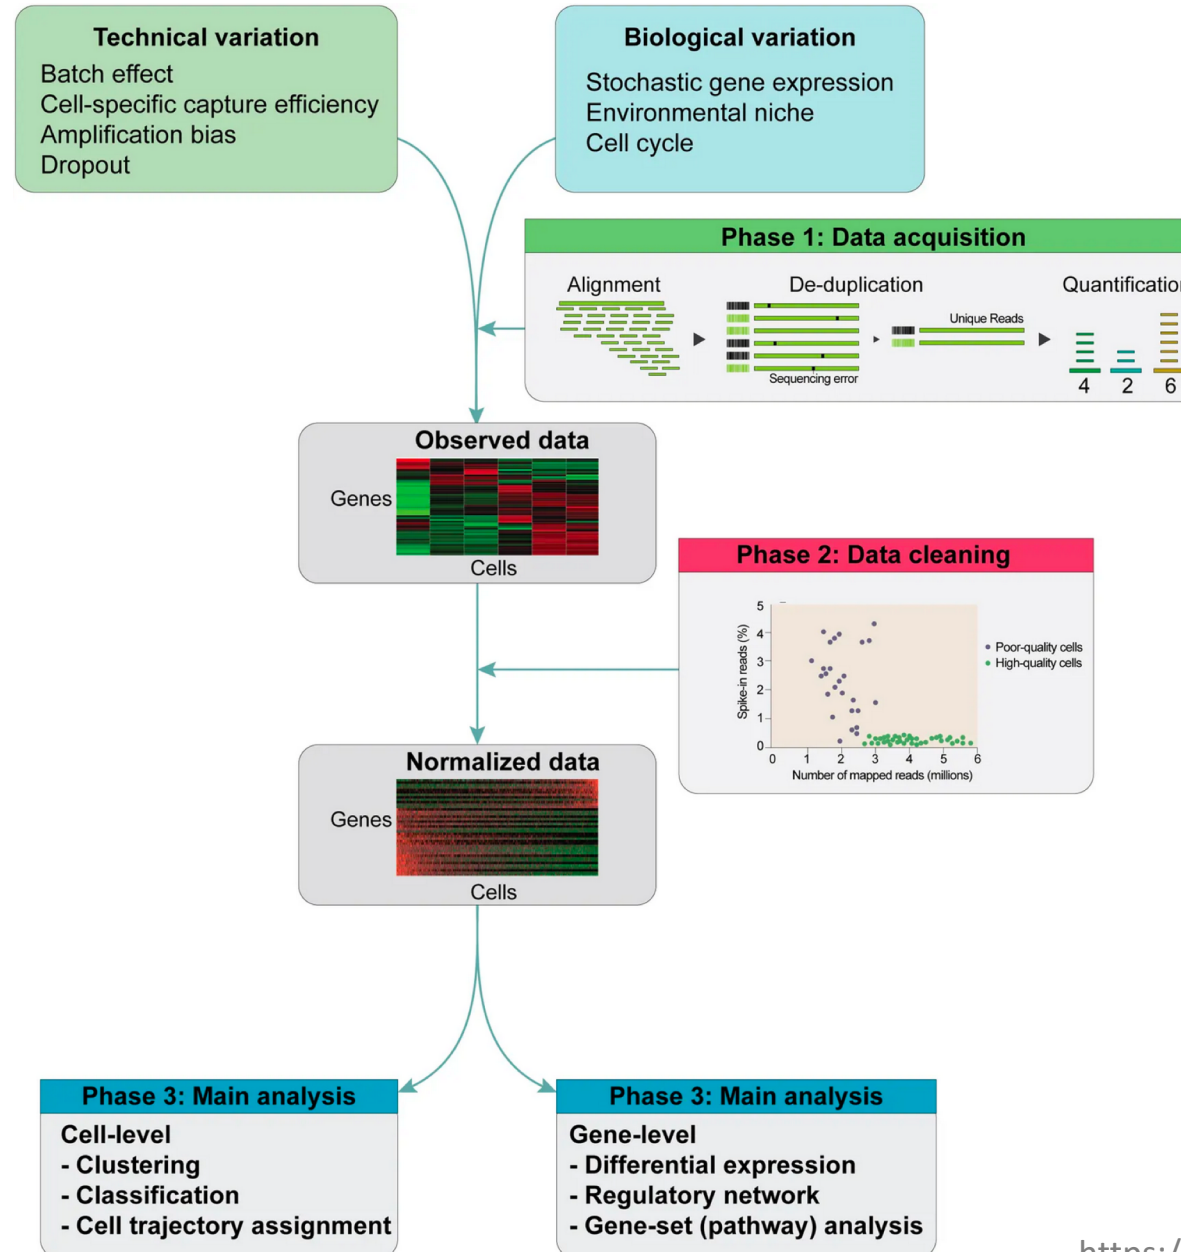 Technical variation
Batch effect
Cell-specific capture efficiency
Amplification bias
Dropout
Biological variation
Stochastic gene expression
Environmental niche
Cell cycle
Phase 1: Data acquisition
Alignment
De-duplication
Quantification
Unique Reads
Sequencing error
4
2
6
Observed data
Genes
Cells
Phase 2: Data cleaning
Spike-in reads (%)
5
4
3
2
1
0
0 1 2 3 4 5 6
Number of mapped reads (millions)
Poor-quality cells
High-quality cells
Normalized data
Genes
Cells
Phase 3: Main analysis
Cell-level
- Clustering
- Classification
- Cell trajectory assignment
Phase 3: Main analysis
Gene-level
- Differential expression
- Regulatory network
- Gene-set (pathway) analysis
https:/